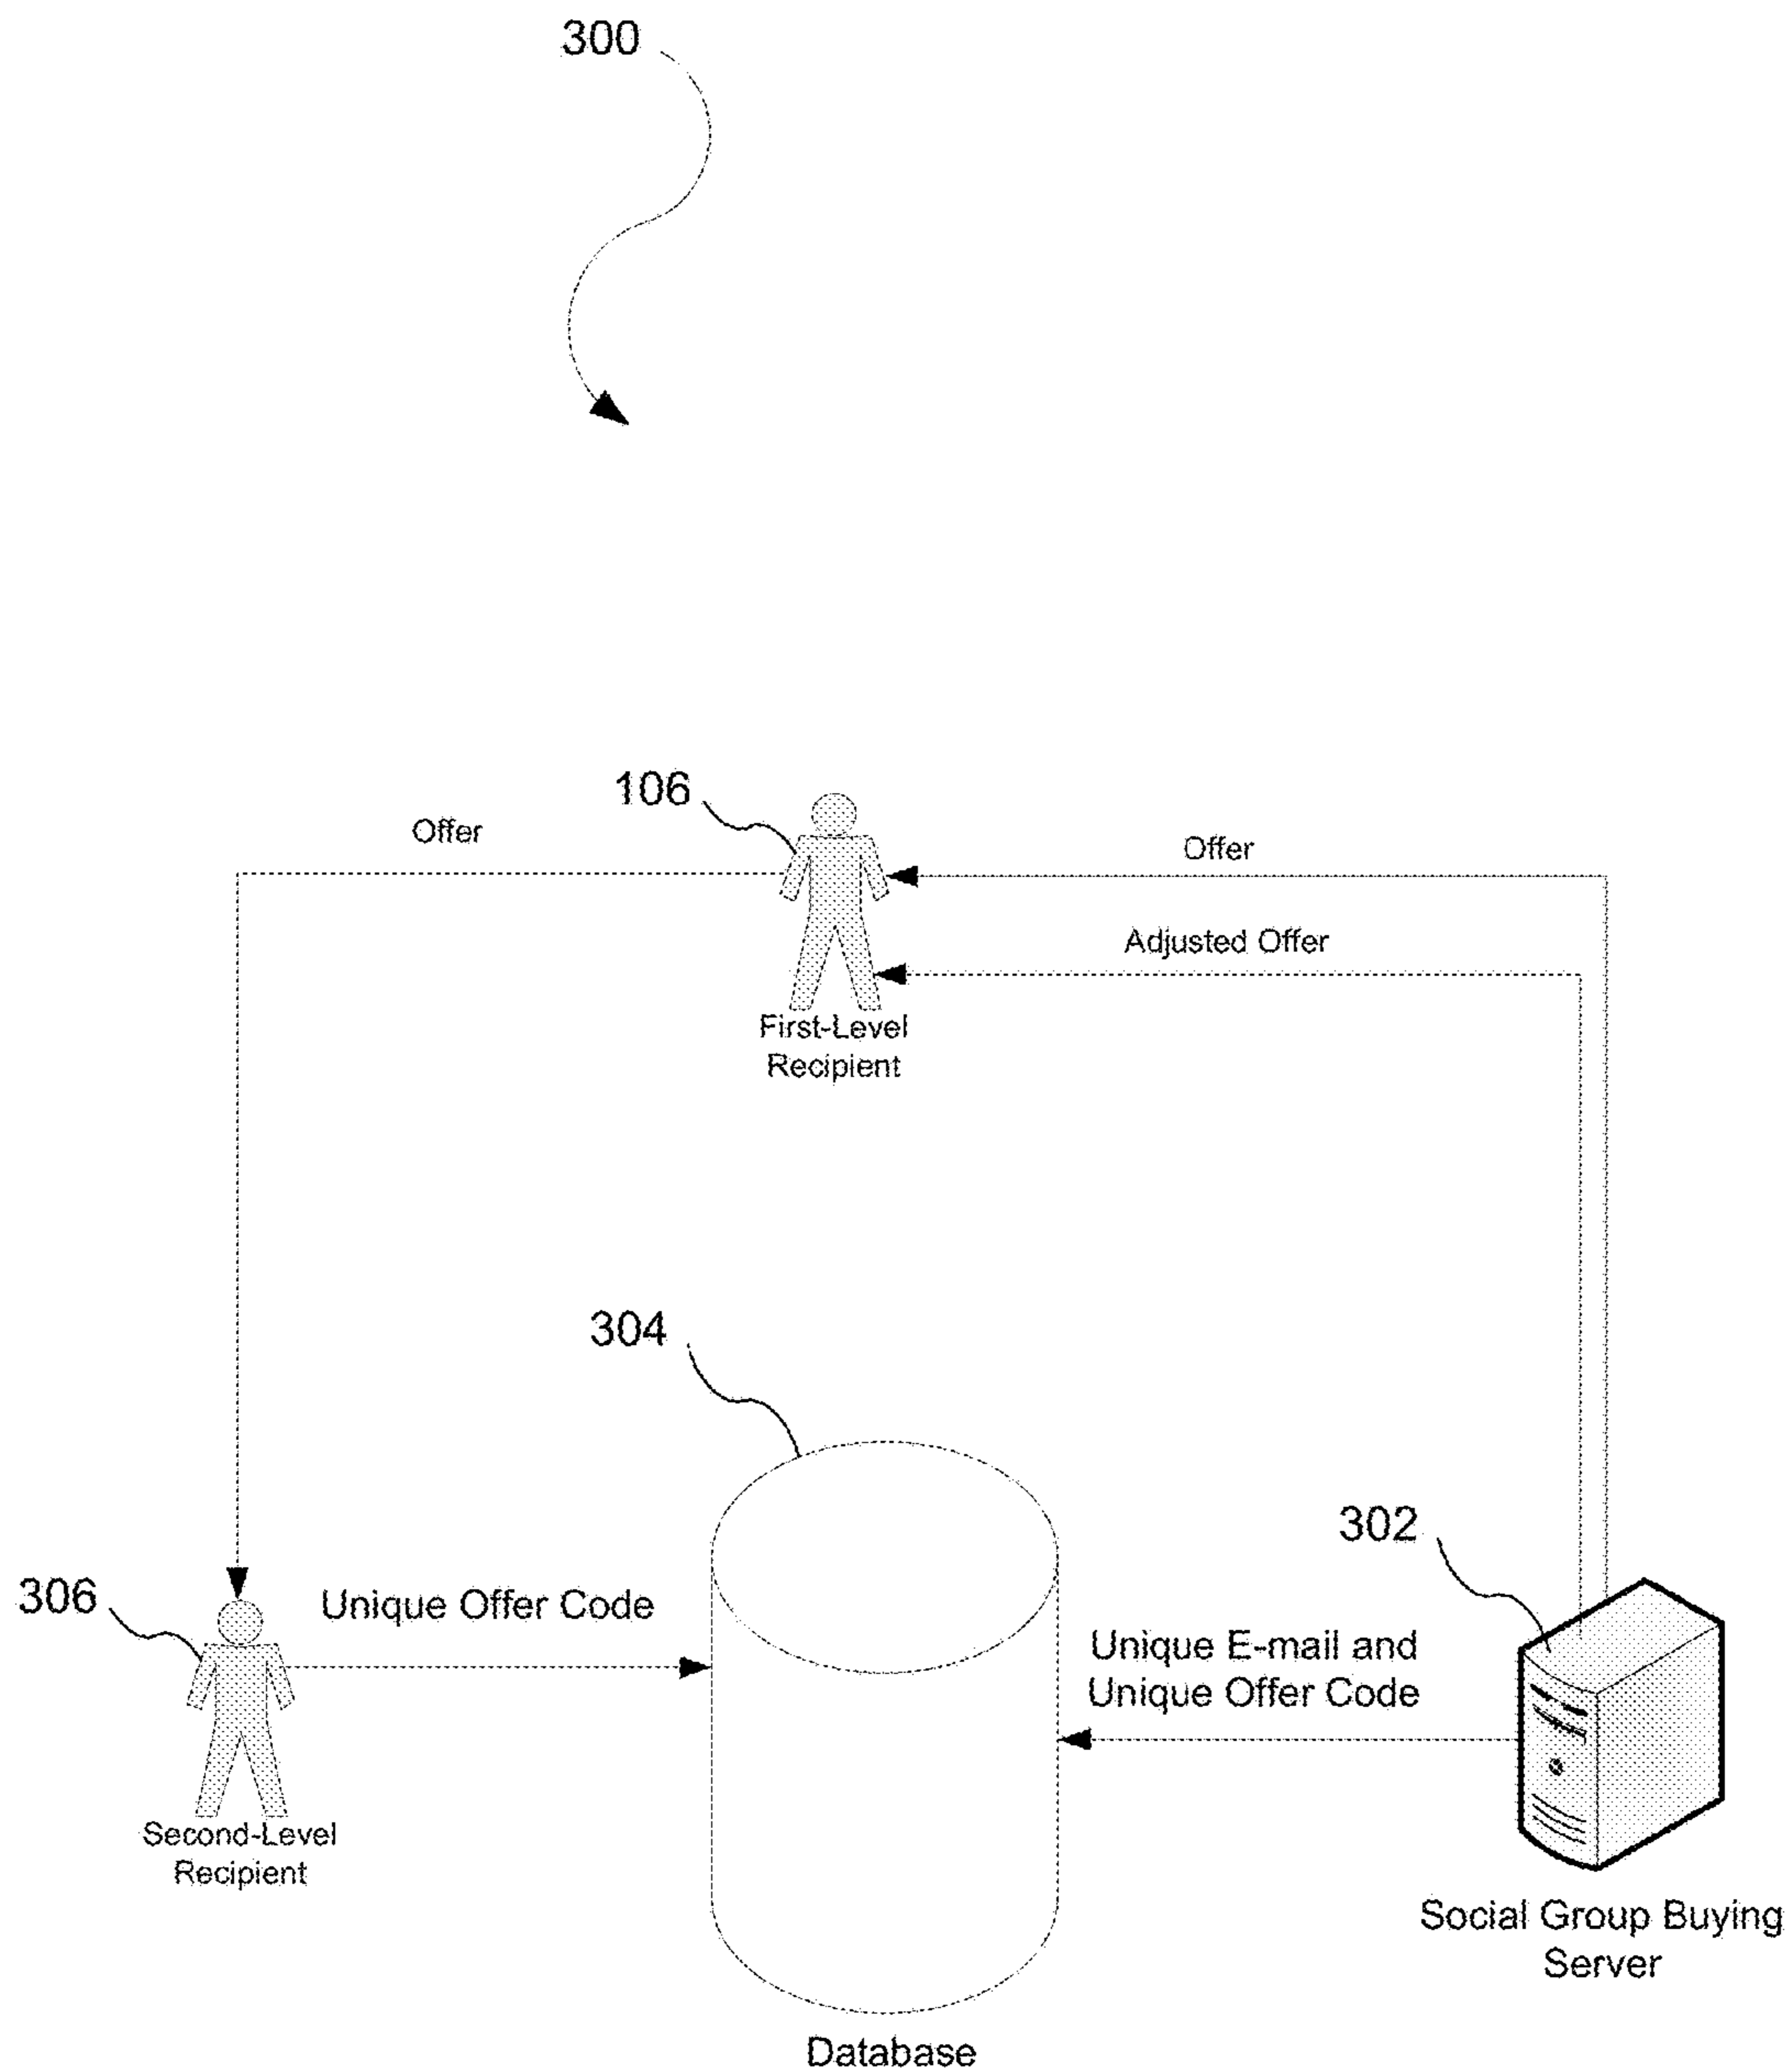 300
106
Offer
Offer
Adjusted Offer
First-Level
Recipient
304
302
306
Unique Offer Code
Unique E-mail and
Unique Offer Code
Second-Level
Recipient
Social Group Buying
Server
Database